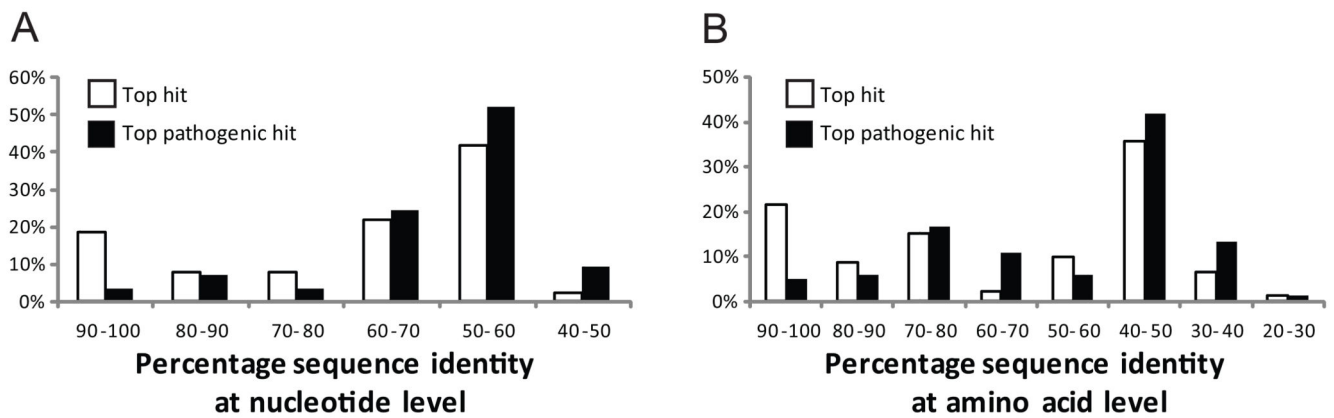 A
60%
50%
40%
30%
20%
10%
0%
Top hit
Top pathogenic hit
90-100 80-90 70-80 60-70 50-60 40-50
Percentage sequence identity
at nucleotide level
B
50%
40%
30%
20%
10%
0%
Top hit
Top pathogenic hit
90-100 80-90 70-80 60-70 50-60 40-50 30-40 20-30
Percentage sequence identity
at amino acid level